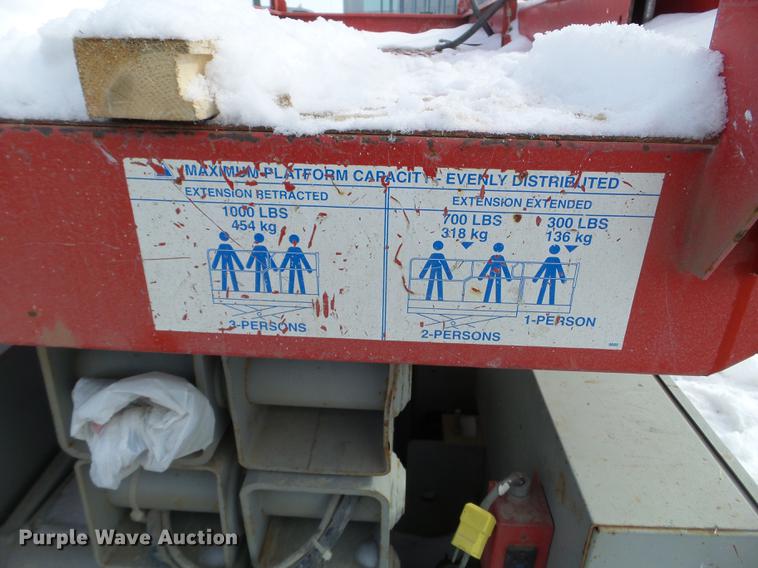 MAXIMUM PLATFORM CAPACITY - EVENLY DISTRIBUTED
EXTENSION RETRACTED
1000 LBS
454 kg
3-PERSONS
EXTENSION EXTENDED
700 LBS
318 kg
300 LBS
136 kg
2-PERSONS
1-PERSON
Purple Wave Auction